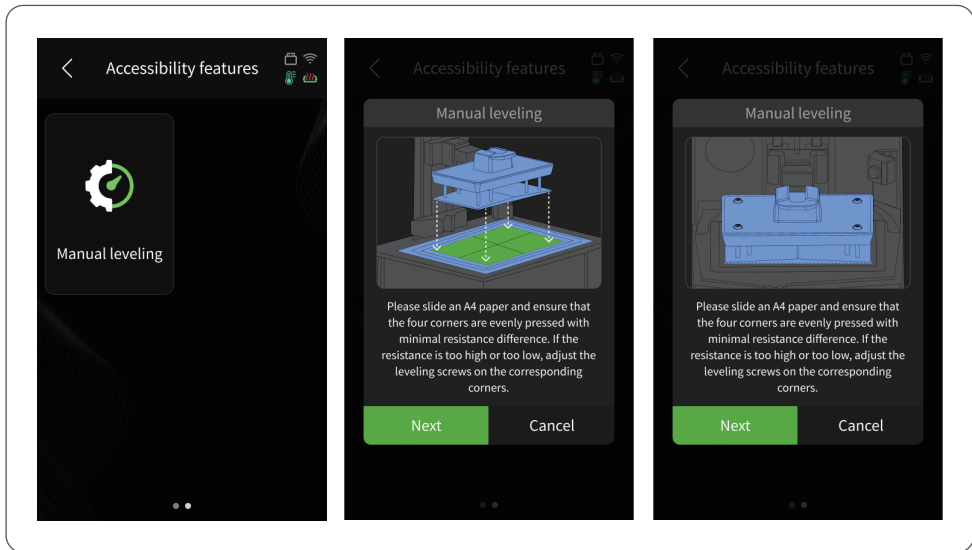 Accessibility features
Manual leveling
Accessibility features
Manual leveling
Please slide an A4 paper and ensure that
the four corners are evenly pressed with
minimal resistance difference. If the
resistance is too high or too low, adjust the
leveling screws on the corresponding
corners.
Next
Cancel
Accessibility features
Manual leveling
Please slide an A4 paper and ensure that
the four corners are evenly pressed with
minimal resistance difference. If the
resistance is too high or too low, adjust the
leveling screws on the corresponding
corners.
Next
Cancel